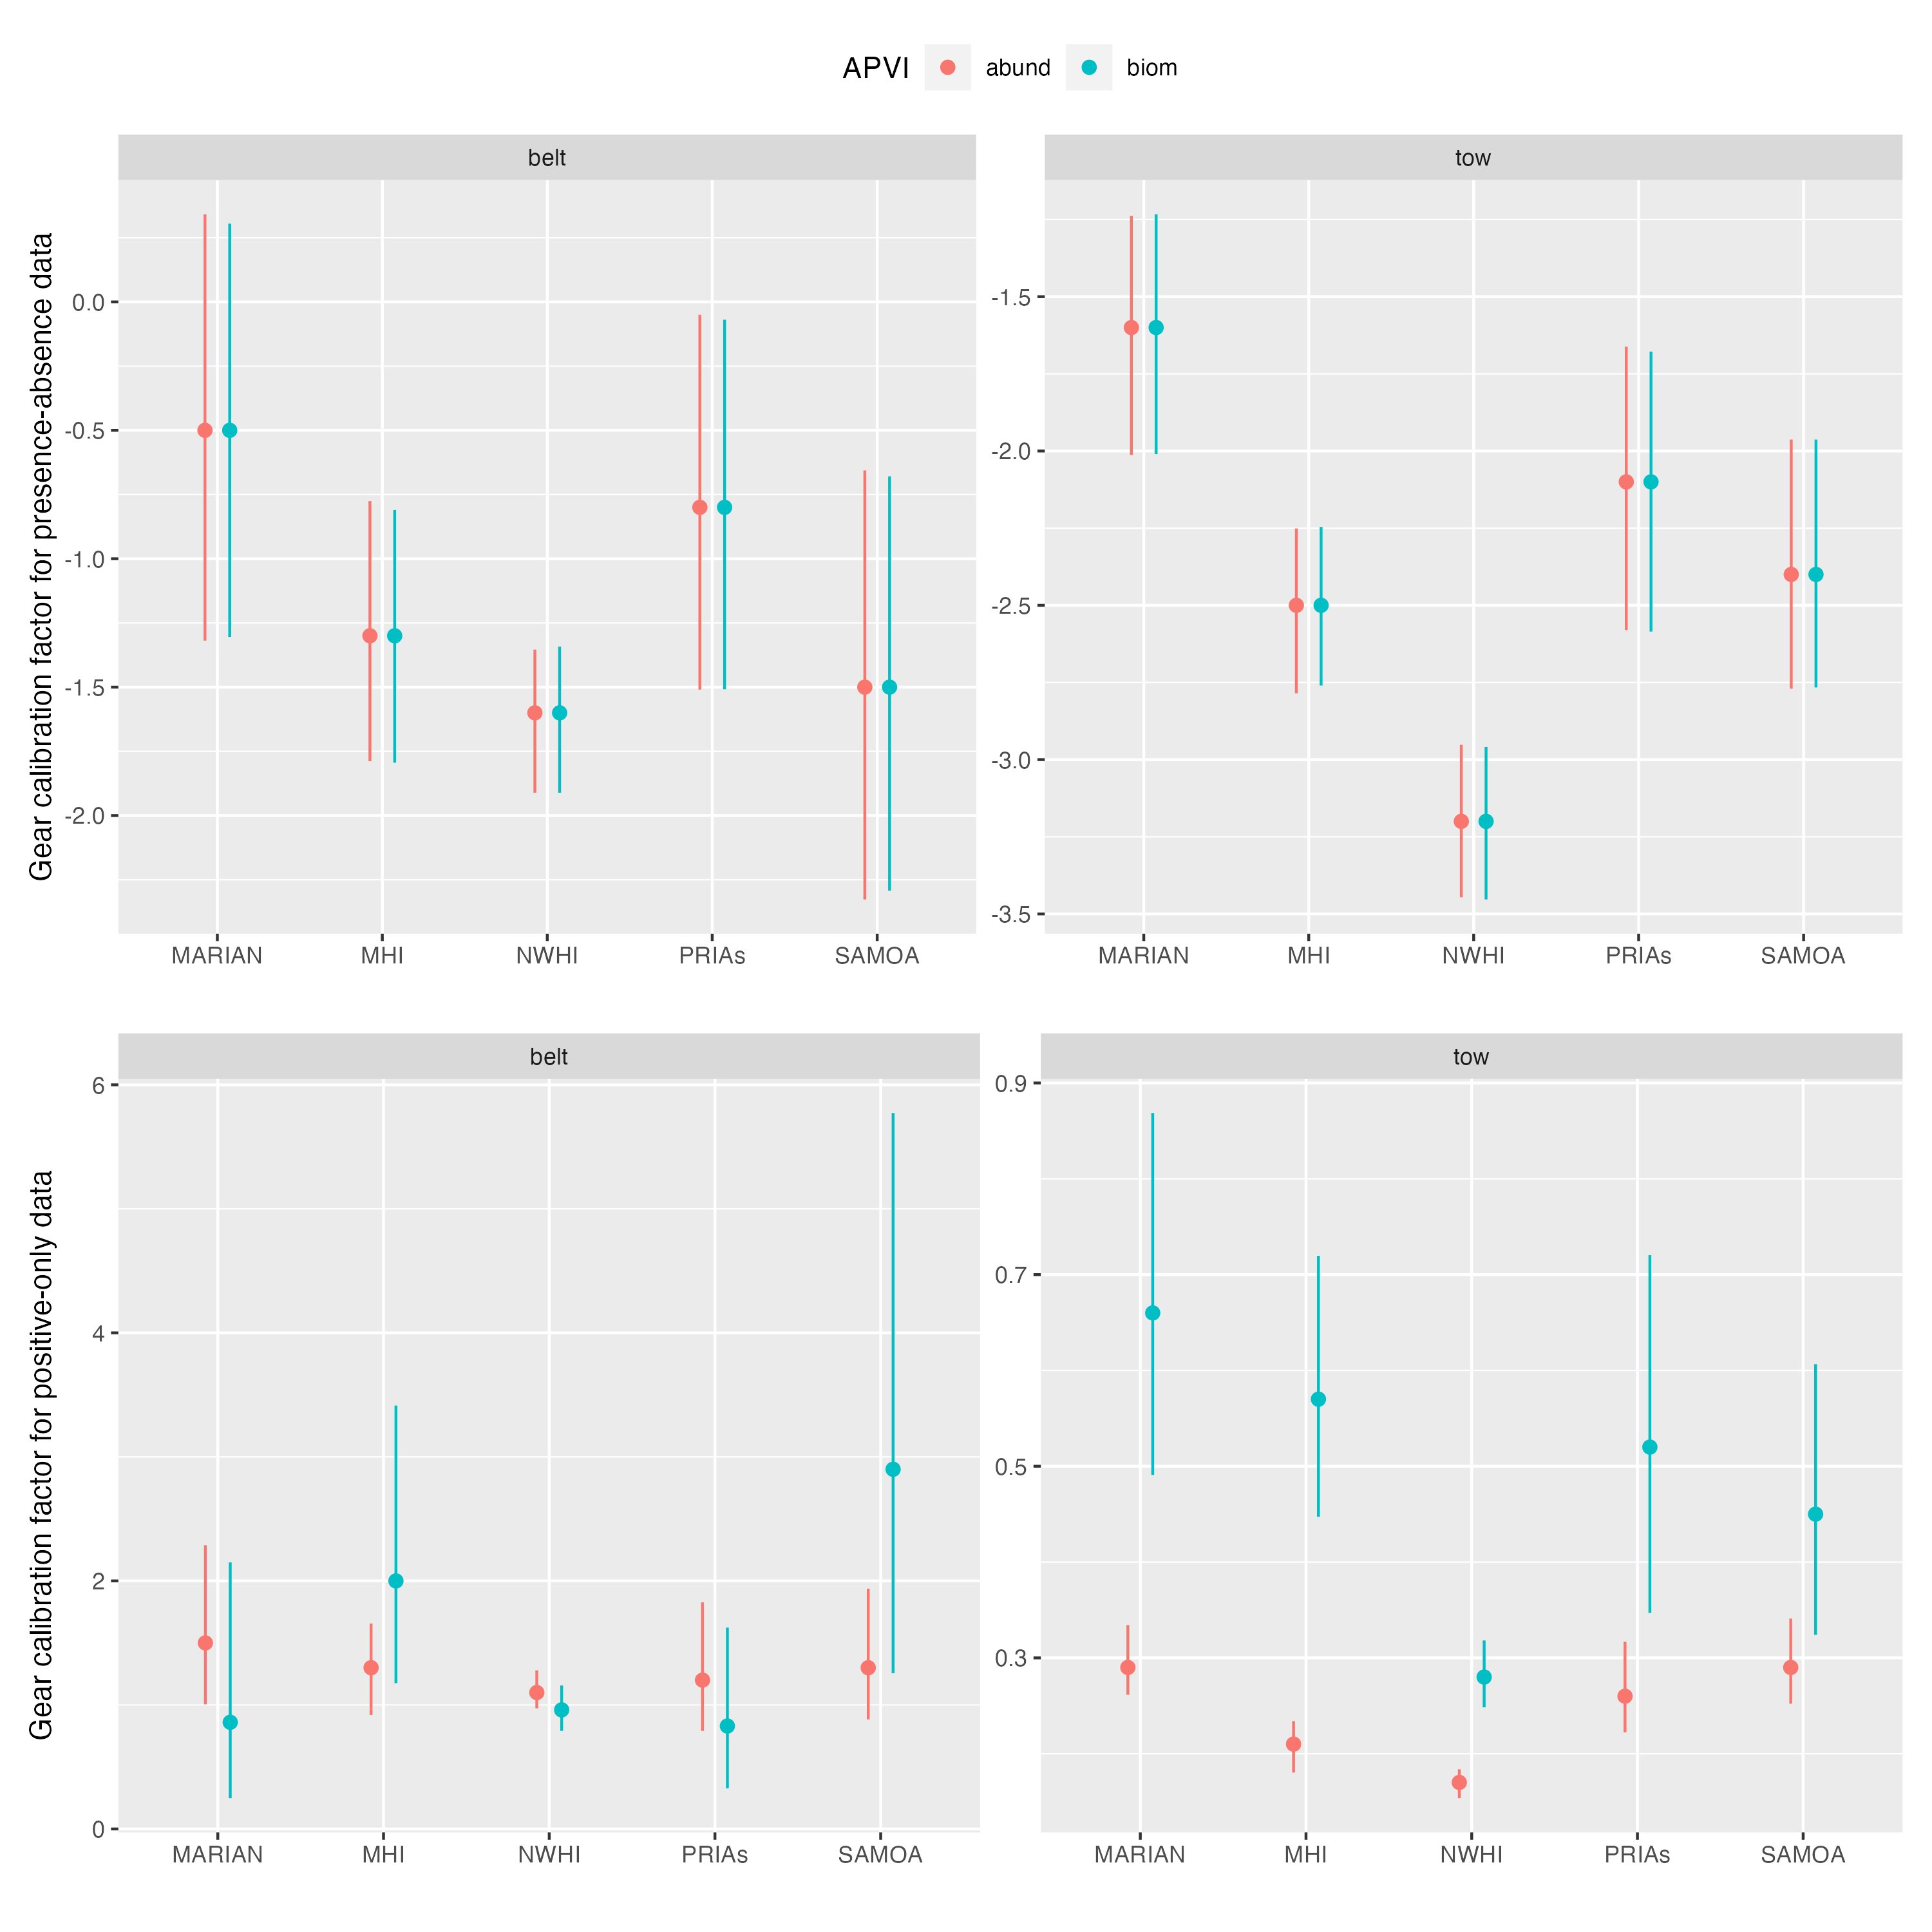 APVI abund biom
belt
tow
Gear calibration factor for presence-absence data
0.0
-0.5
-1.0
-1.5
-2.0
MARIAN MHI NWHI PRIAs SAMOA
-1.5
-2.0
-2.5
-3.0
-3.5
MARIAN MHI NWHI PRIAs SAMOA
belt
tow
Gear calibration factor for positive-only data
6
4
2
0
MARIAN MHI NWHI PRIAs SAMOA
0.9
0.7
0.5
0.3
MARIAN MHI NWHI PRIAs SAMOA